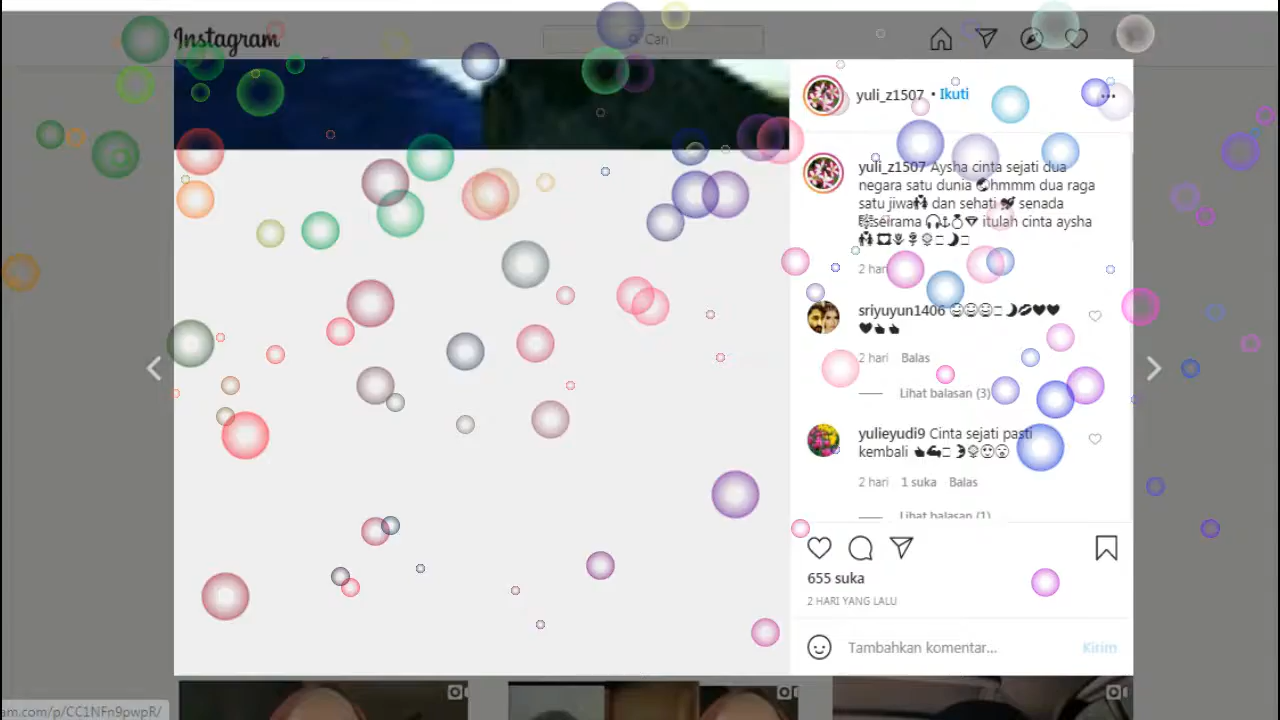 Instagram
Cari
yuli_z1507 • Ikuti
yuli_z1507 Aysha cinta sejati dua
negara satu dunia hmmm dua raga
satu jiwa dan sehati senada
seirama itulah cinta aysha
2 hari
sriyuyun1406
2 hari Balas
Lihat balasan (3)
yulieyudi9 Cinta sejati pasti
kembali
2 hari 1 suka Balas
Lihat balasan (1)
655 suka
2 HARI YANG LALU
Tambahkan komentar... Kirim
am.com/p/CC1NFn9pwpR/